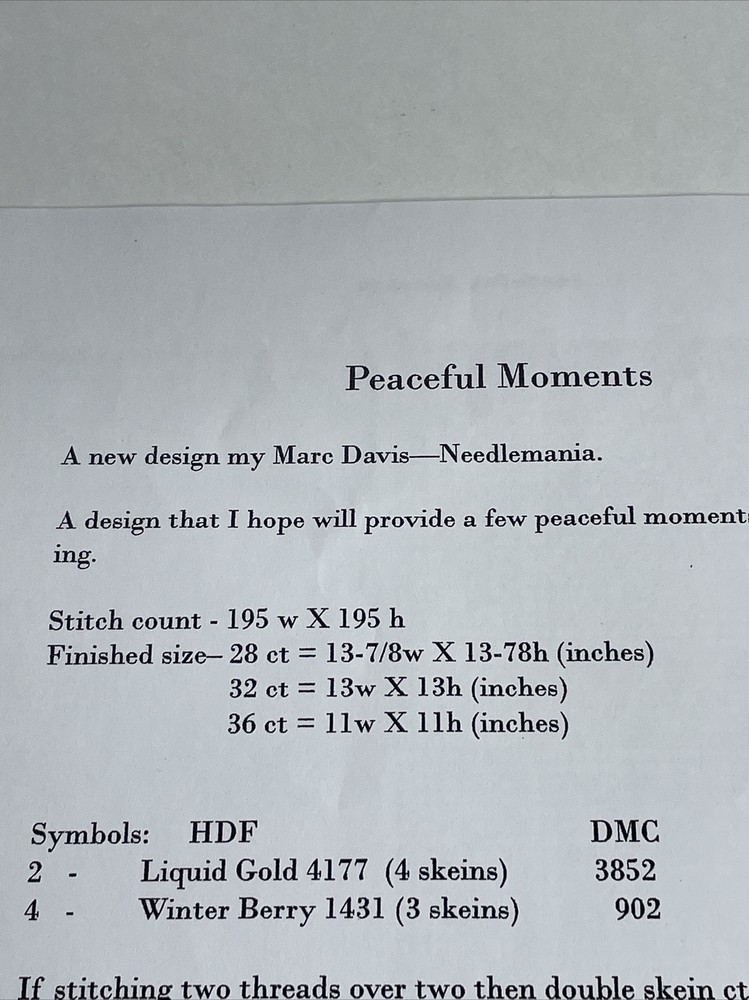 Peaceful Moments
A new design my Marc Davis—Needlemania.
A design that I hope will provide a few peaceful moments
ing.
Stitch count - 195 w X 195 h
Finished size– 28 ct = 13-7/8w X 13-78h (inches)
32 ct = 13w X 13h (inches)
36 ct = 11w X 11h (inches)
Symbols: HDF DMC
2 - Liquid Gold 4177 (4 skeins) 3852
4 - Winter Berry 1431 (3 skeins) 902
If stitching two threads over two then double skein ct